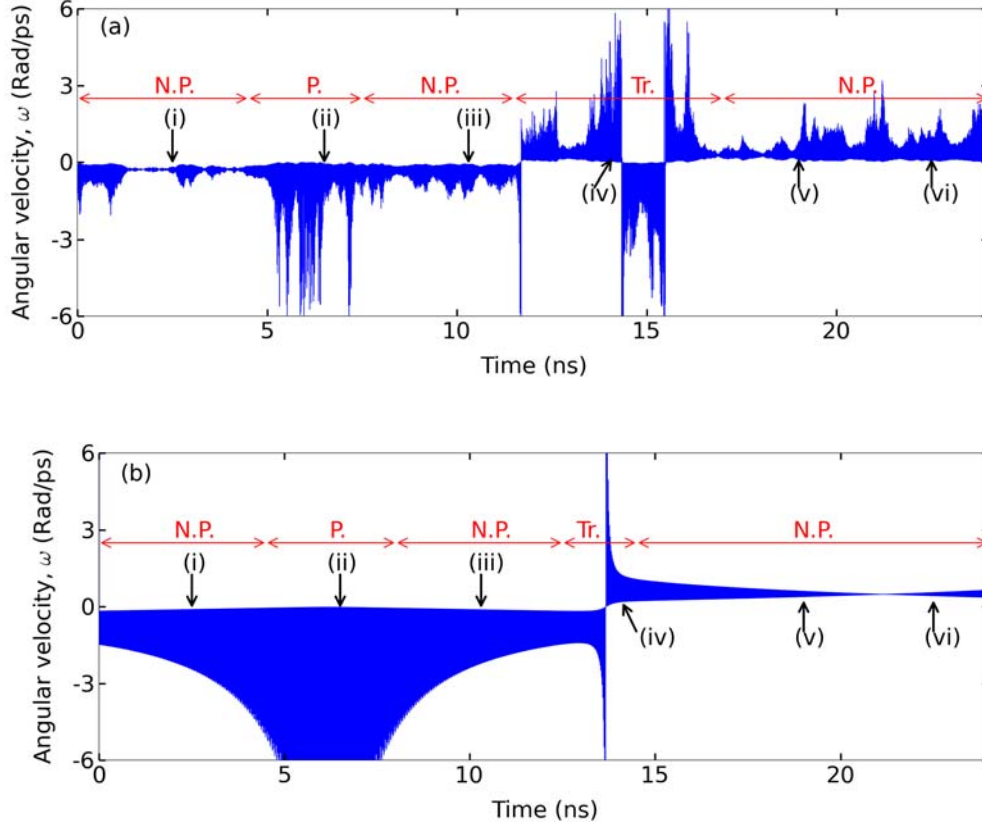 (a)
Angular velocity, ω (Rad/ps)
6
3
0
-3
-6
N.P. P. N.P. Tr. N.P.
(i) (ii) (iii)
(iv) (v) (vi)
0 5 10 15 20
Time (ns)
(b)
Angular velocity, ω (Rad/ps)
6
3
0
-3
-6
N.P. P. N.P. Tr. N.P.
(i) (ii) (iii)
(iv) (v) (vi)
0 5 10 15 20
Time (ns)